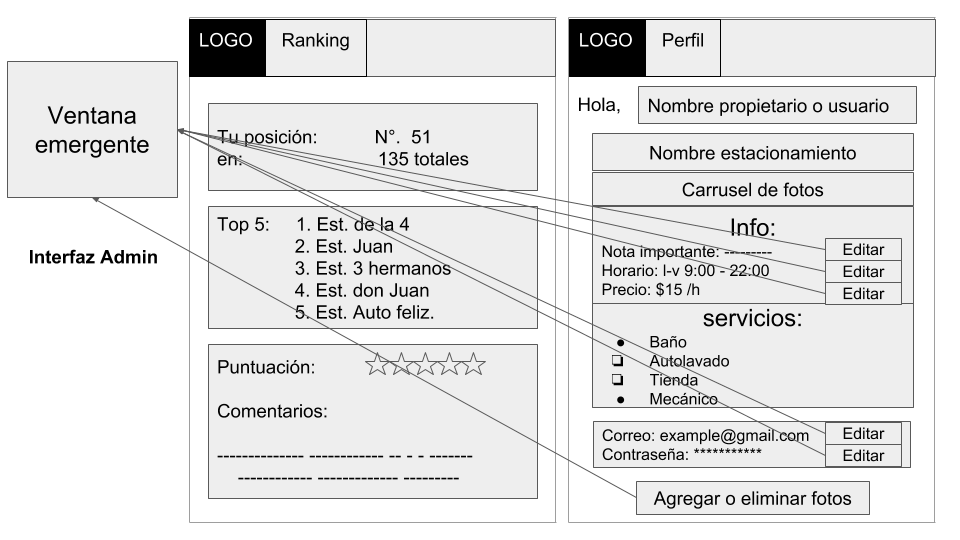 Ventana
emergente
Interfaz Admin
LOGO Ranking
Tu posición: N°. 51
en: 135 totales
Top 5: 1. Est. de la 4
2. Est. Juan
3. Est. 3 hermanos
4. Est. don Juan
5. Est. Auto feliz.
Puntuación:
Comentarios:
-------------- ------------ -- - - -------
------------ ------------- ---------
LOGO Perfil
Hola, Nombre propietario o usuario
Nombre estacionamiento
Carrusel de fotos
Info:
Nota importante: --------- Editar
Horario: l-v 9:00 - 22:00 Editar
Precio: $15 /h Editar
servicios:
● Baño
❏ Autolavado
❏ Tienda
● Mecánico
Correo: example@gmail.com Editar
Contraseña: *********** Editar
Agregar o eliminar fotos